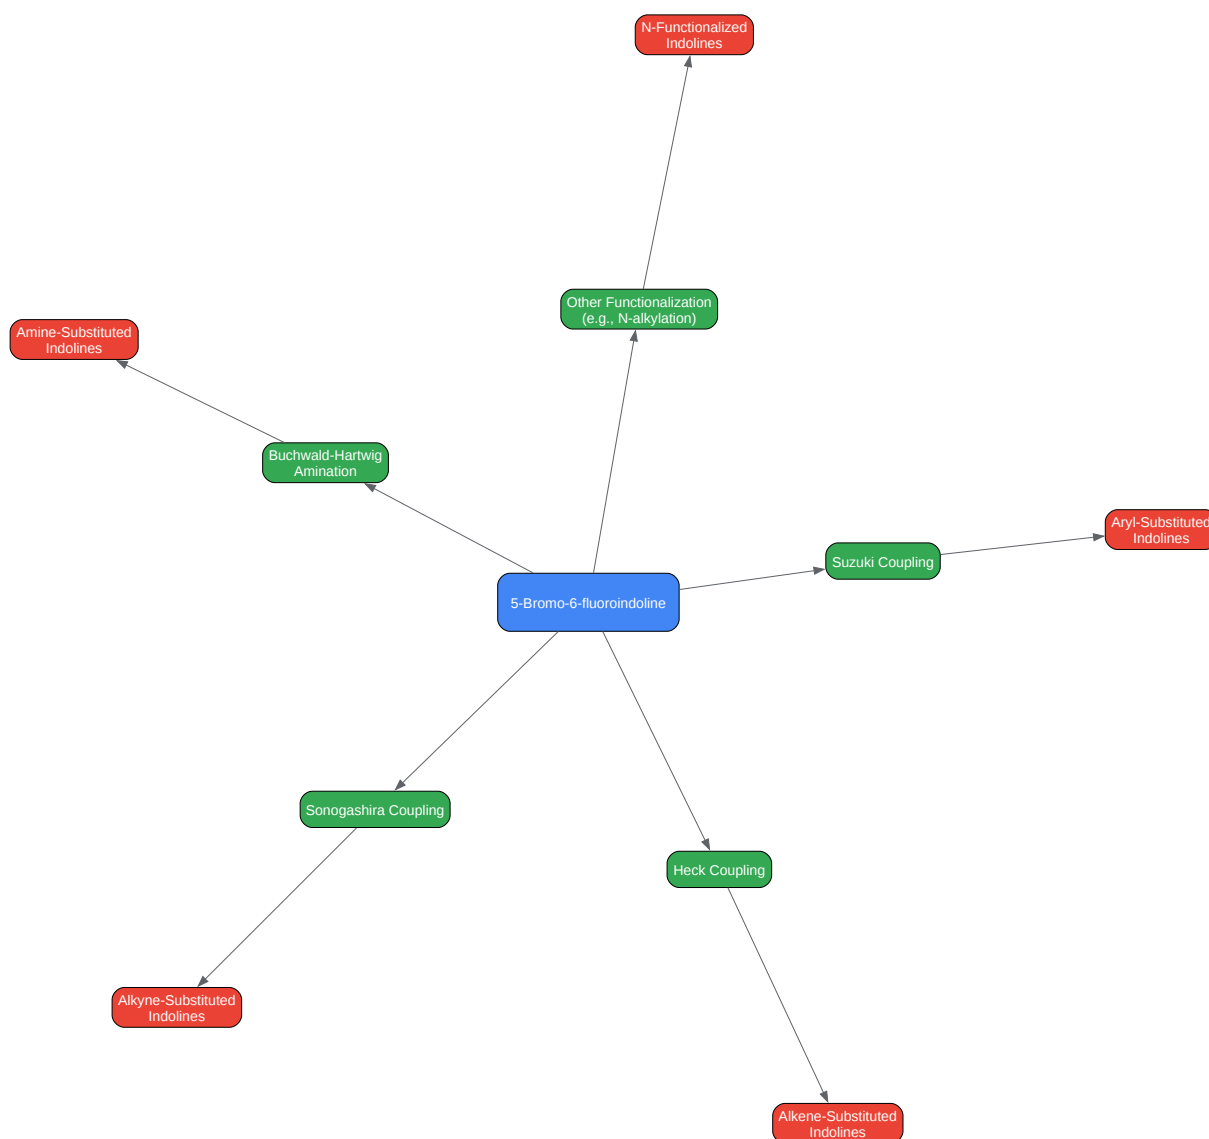 N-Functionalized
Indolines
Other Functionalization
(e.g., N-alkylation)
Amine-Substituted
Indolines
Buchwald-Hartwig
Amination
Aryl-Substituted
Indolines
Suzuki Coupling
5-Bromo-6-fluoroindoline
Sonogashira Coupling
Heck Coupling
Alkyne-Substituted
Indolines
Alkene-Substituted
Indolines